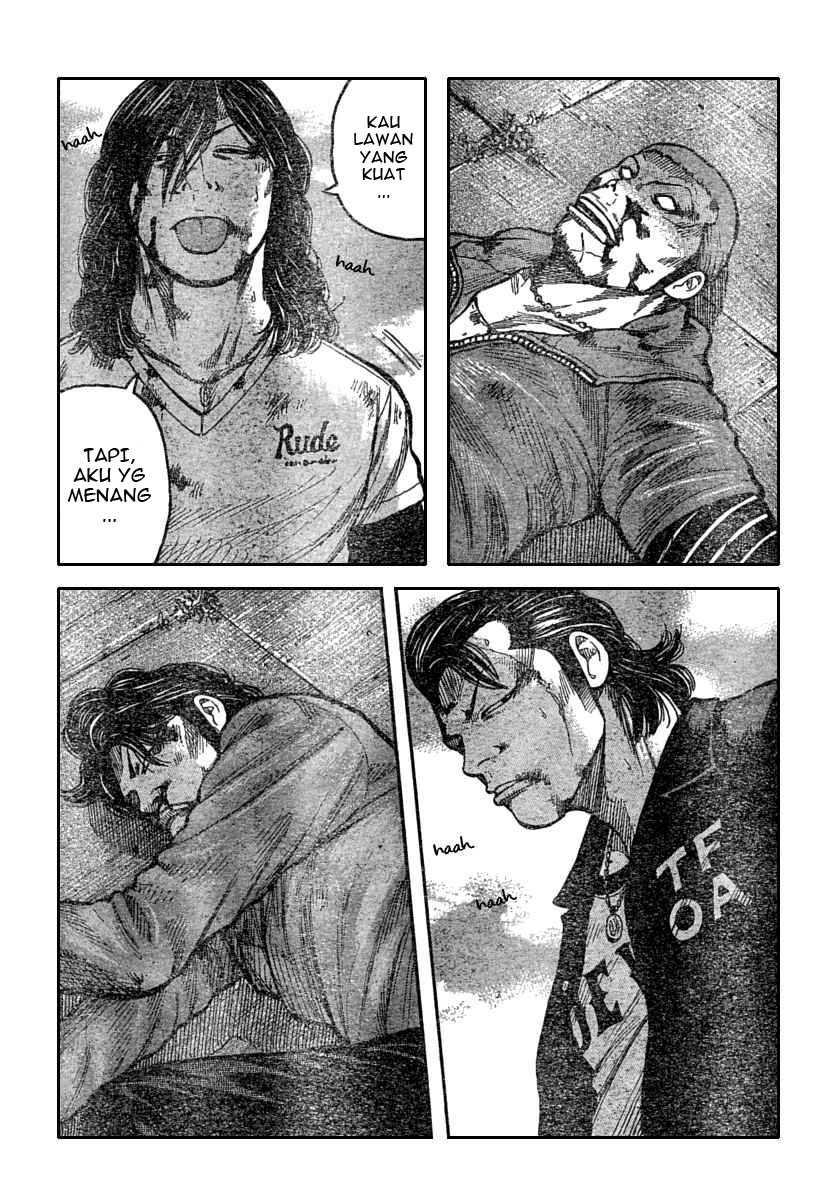 KAU
LAWAN
YANG
KUAT
...
haah
haah
Rude
TAPI,
AKU YG
MENANG
...
haah
haah
TF
OA